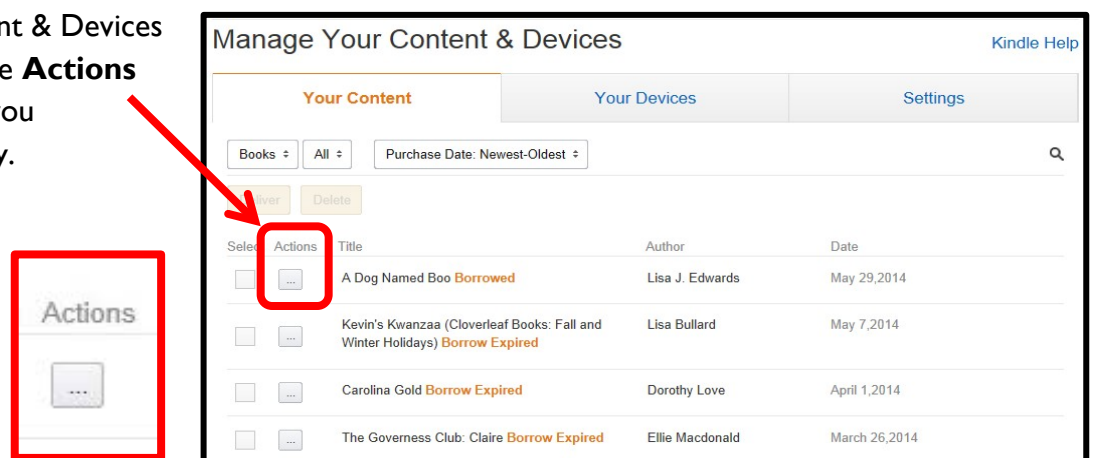 nt & Devices
e Actions
ou
y.
Actions
...
Manage Your Content & Devices
Kindle Help
Your Content Your Devices Settings
Books All Purchase Date: Newest-Oldest
Deliver Delete
Select Actions Title Author Date
... A Dog Named Boo Borrowed Lisa J. Edwards May 29,2014
... Kevin's Kwanzaa (Cloverleaf Books: Fall and Lisa Bullard May 7,2014
Winter Holidays) Borrow Expired
... Carolina Gold Borrow Expired Dorothy Love April 1,2014
... The Governess Club: Claire Borrow Expired Ellie Macdonald March 26,2014